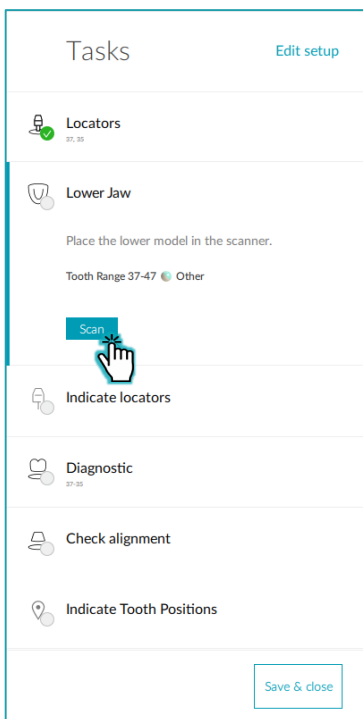 Tasks
Edit setup
Locators
37, 35
Lower Jaw
Place the lower model in the scanner.
Tooth Range 37-47 Other
Scan
Indicate locators
Diagnostic
37-35
Check alignment
Indicate Tooth Positions
Save & close